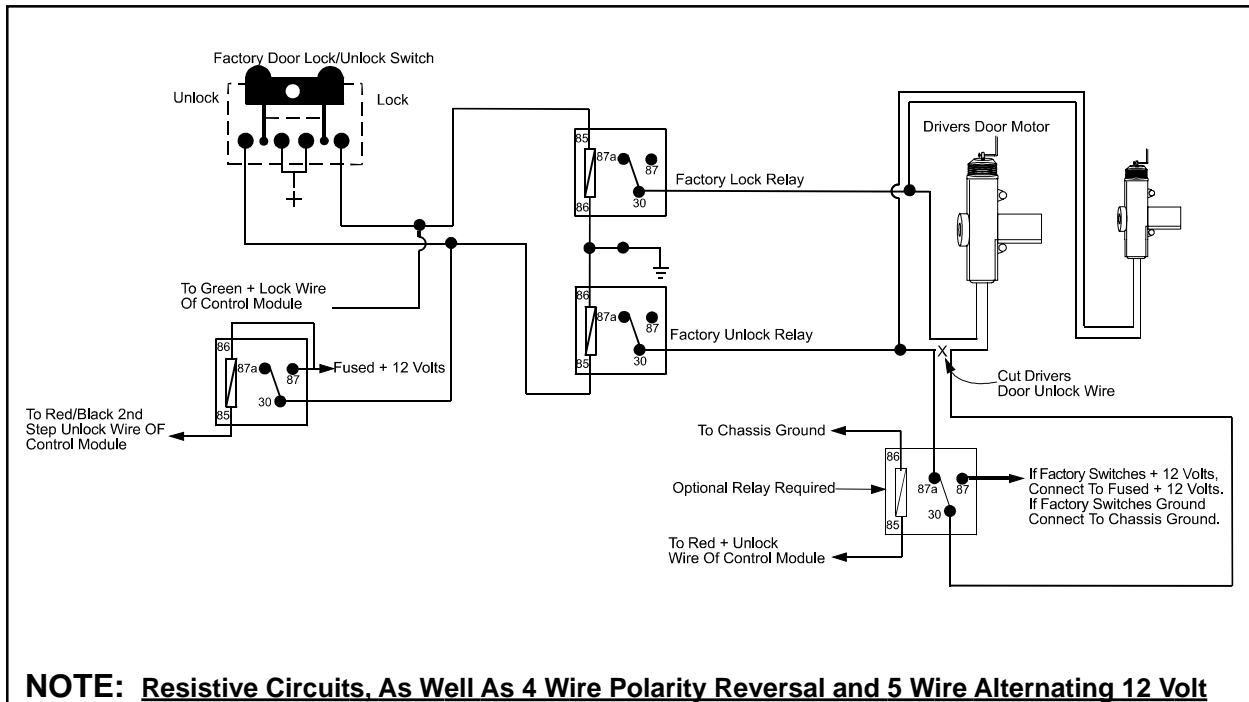 Factory Door Lock/Unlock Switch
Unlock
Lock
85
87a
87
86
30
Factory Lock Relay
Drivers Door Motor
To Green + Lock Wire
Of Control Module
86
87a
87
85
30
Factory Unlock Relay
86
87a
87
30
85
Fused + 12 Volts
To Red/Black 2nd
Step Unlock Wire OF
Control Module
X
Cut Drivers
Door Unlock Wire
To Chassis Ground
86
Optional Relay Required
87a
87
30
85
If Factory Switches + 12 Volts,
Connect To Fused + 12 Volts.
If Factory Switches Ground
Connect To Chassis Ground.
To Red + Unlock
Wire Of Control Module
NOTE: Resistive Circuits, As Well As 4 Wire Polarity Reversal and 5 Wire Alternating 12 Volt